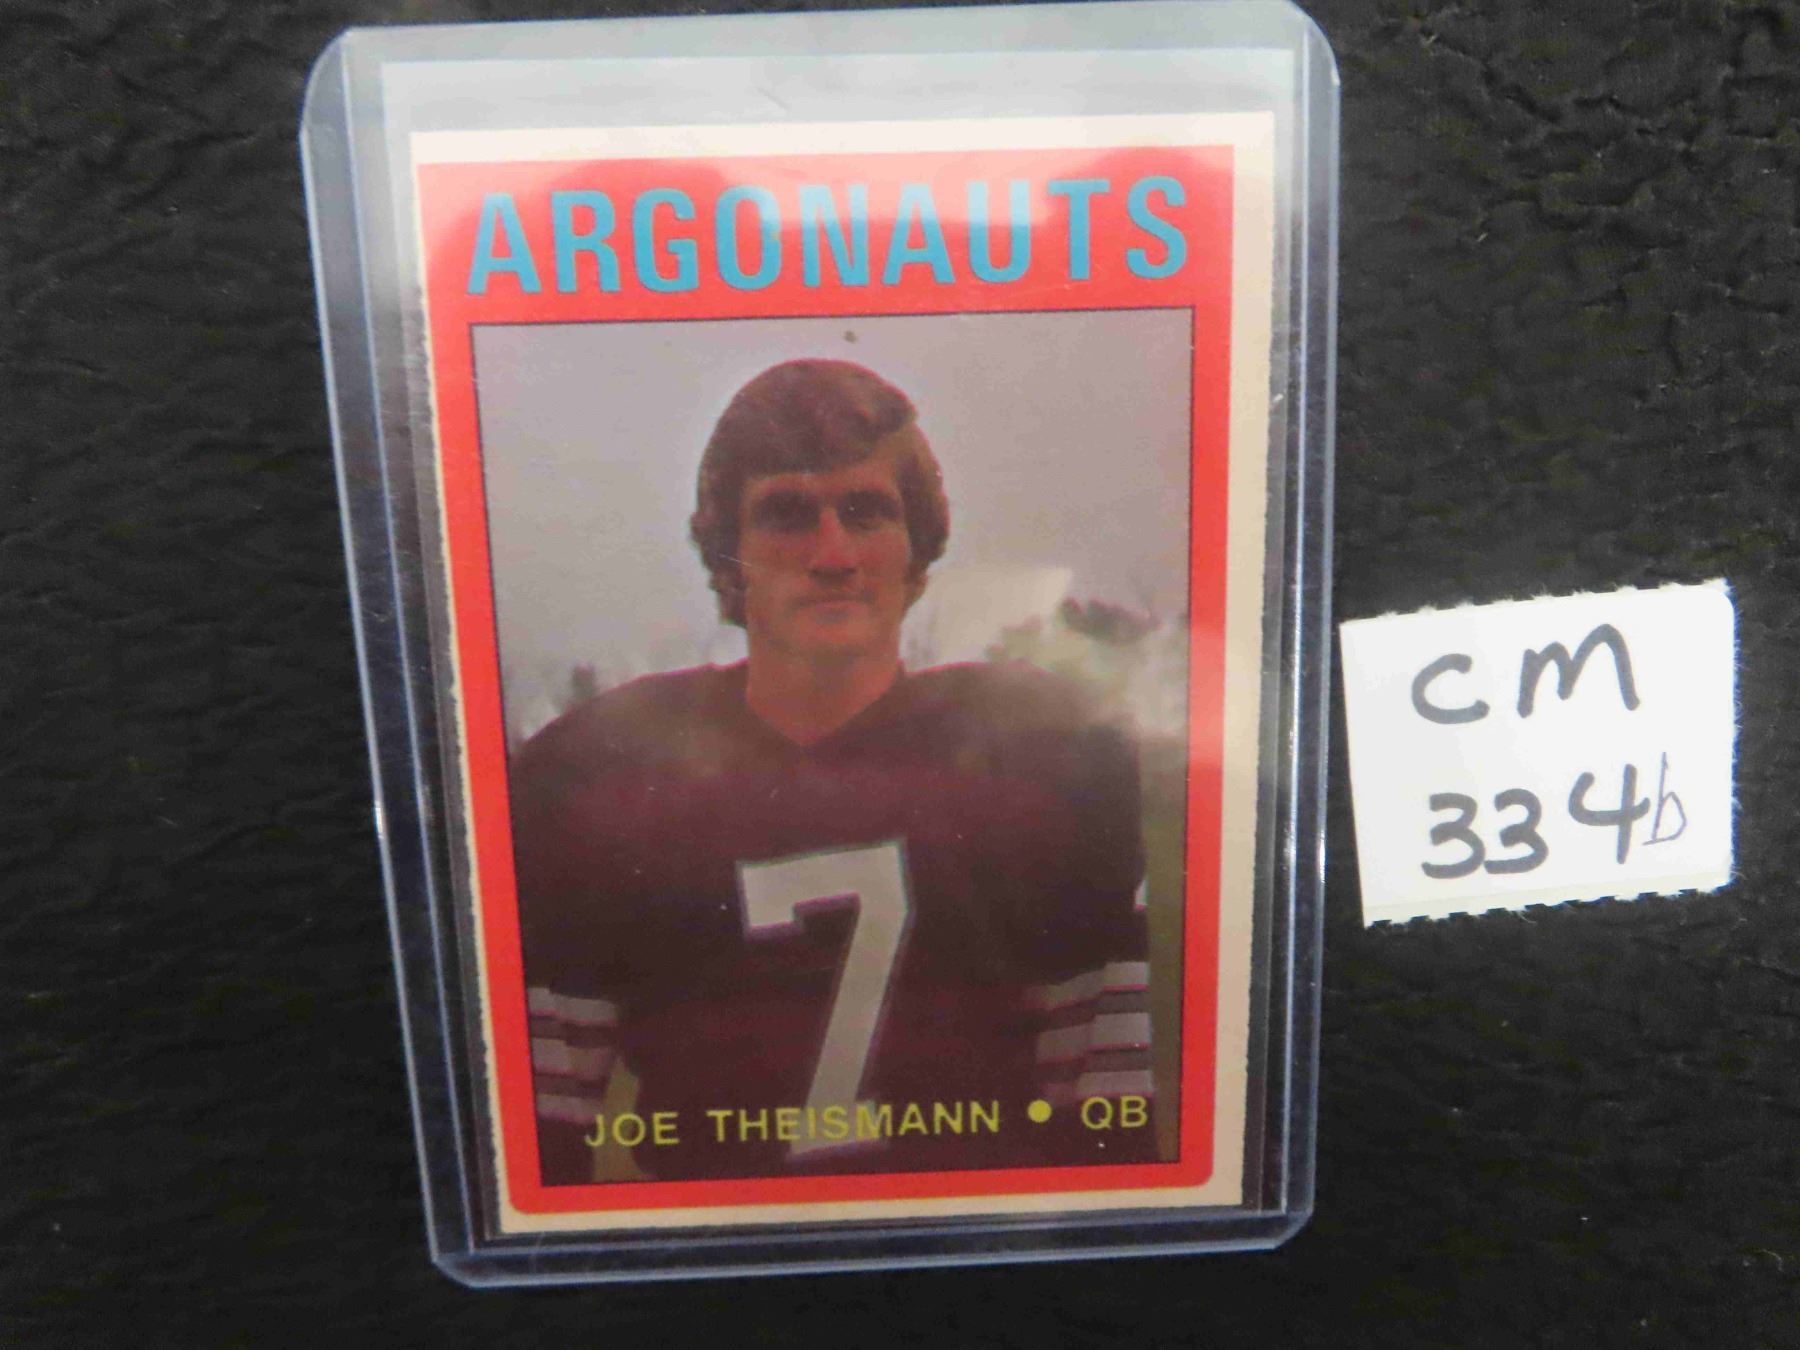 ARGONAUTS
7
JOE THEISMANN • QB
CM
334b